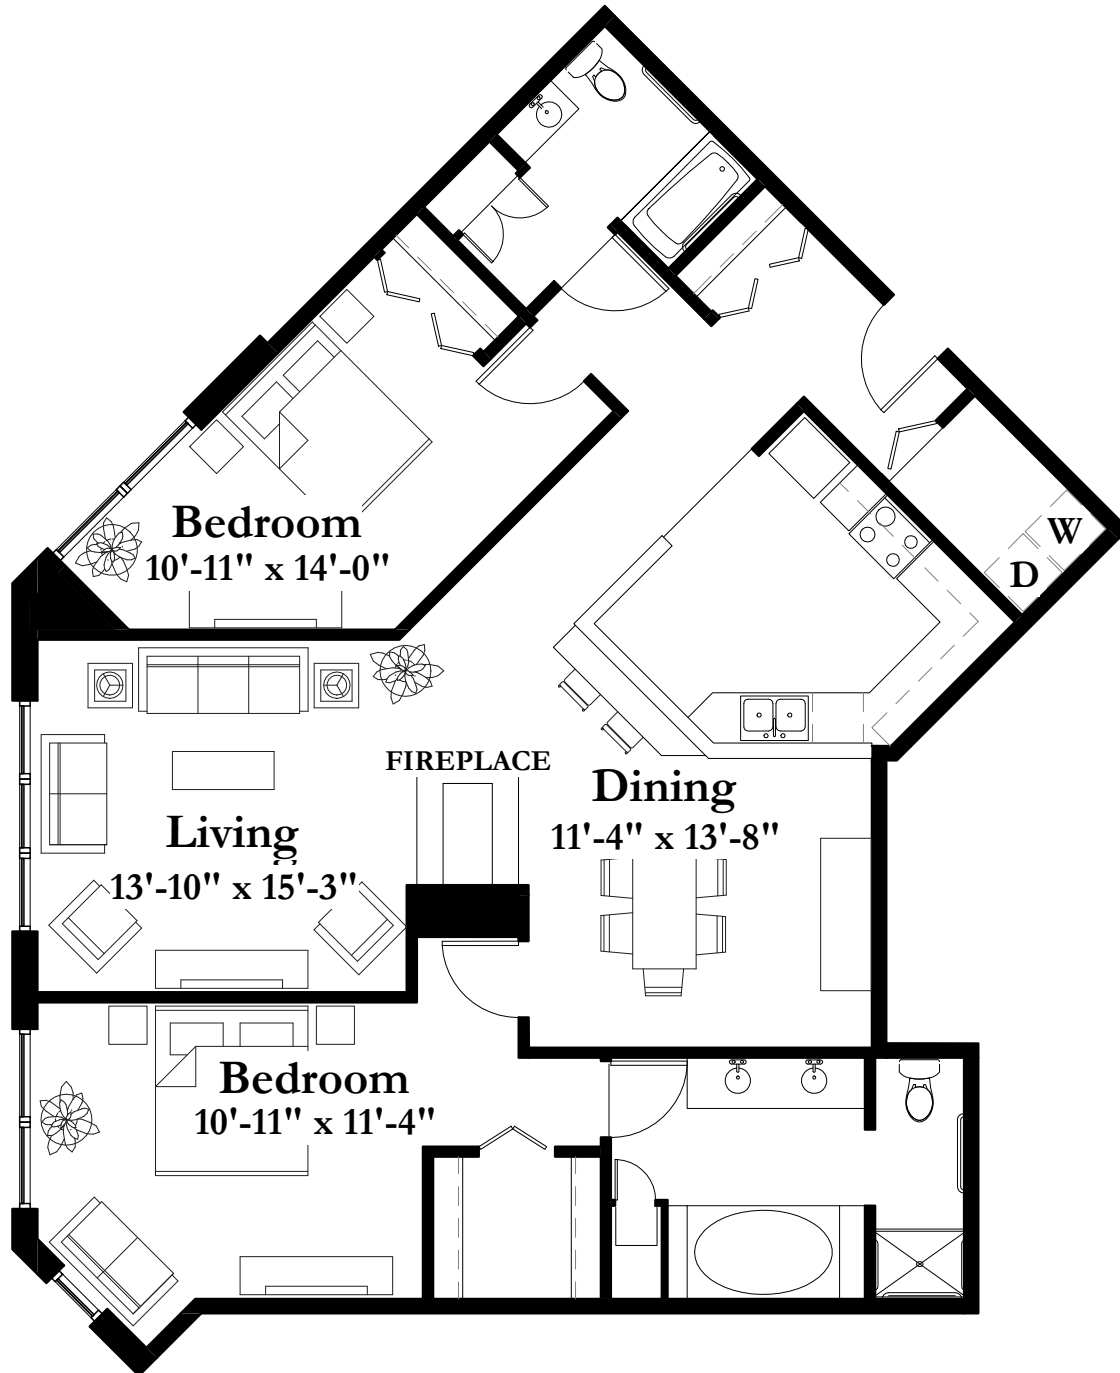 Bedroom
10'-11" x 14'-0"
W
D
FIREPLACE
Dining
11'-4" x 13'-8"
Living
13'-10" x 15'-3"
Bedroom
10'-11" x 11'-4"